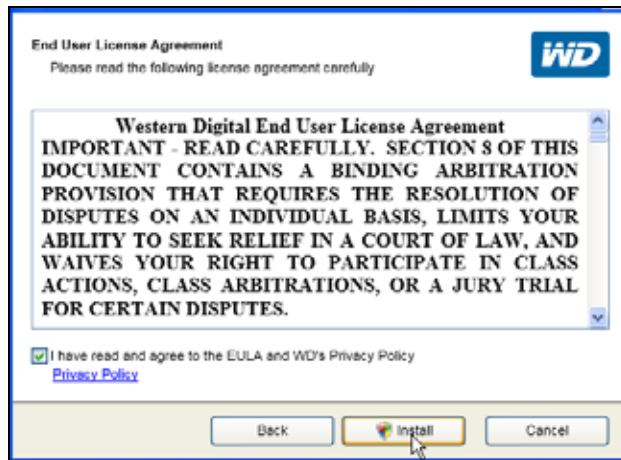 End User License Agreement
Please read the following license agreement carefully
WD
Western Digital End User License Agreement
IMPORTANT - READ CAREFULLY. SECTION 8 OF THIS
DOCUMENT CONTAINS A BINDING ARBITRATION
PROVISION THAT REQUIRES THE RESOLUTION OF
DISPUTES ON AN INDIVIDUAL BASIS, LIMITS YOUR
ABILITY TO SEEK RELIEF IN A COURT OF LAW, AND
WAIVES YOUR RIGHT TO PARTICIPATE IN CLASS
ACTIONS, CLASS ARBITRATIONS, OR A JURY TRIAL
FOR CERTAIN DISPUTES.
I have read and agree to the EULA and WD's Privacy Policy
Privacy Policy
Back Install Cancel